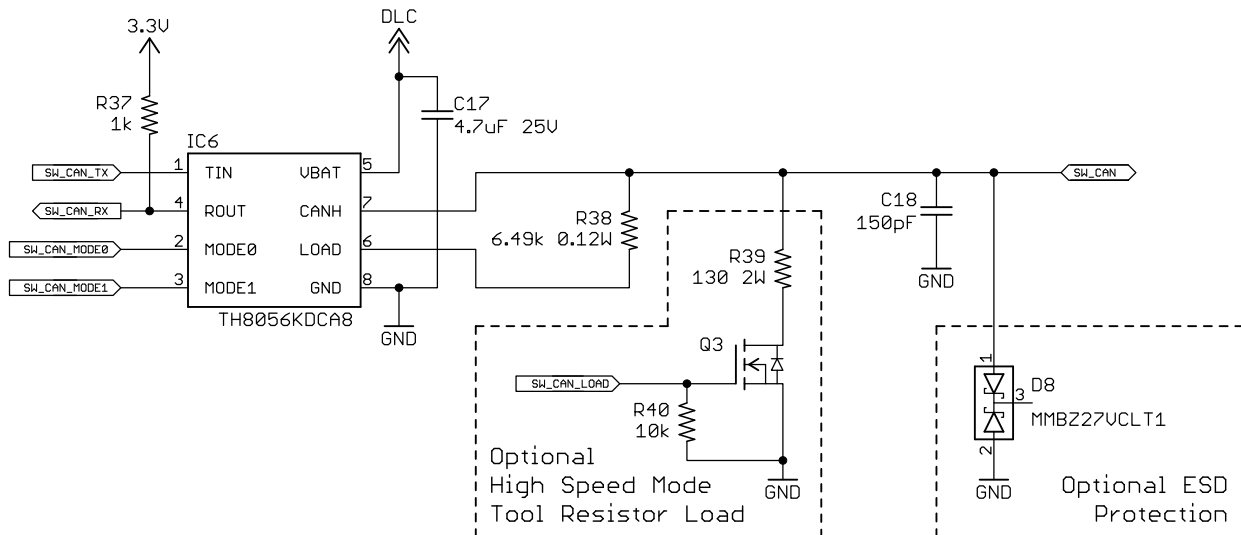 3.3V
DLC
R37
1k
C17
4.7uF 25V
IC6
SW_CAN_TX
1
TIN
VBAT
5
SW_CAN
SW_CAN_RX
4
ROUT
CANH
7
C18
150pF
R38
6.49k 0.12W
SW_CAN_MODE0
2
MODE0
LOAD
6
R39
130 2W
SW_CAN_MODE1
3
MODE1
GND
8
GND
TH8056KDCA8
GND
Q3
1
SW_CAN_LOAD
D8
3
MMBZ27VCLT1
R40
10k
2
Optional
High Speed Mode
Tool Resistor Load
GND
GND
Optional ESD
Protection